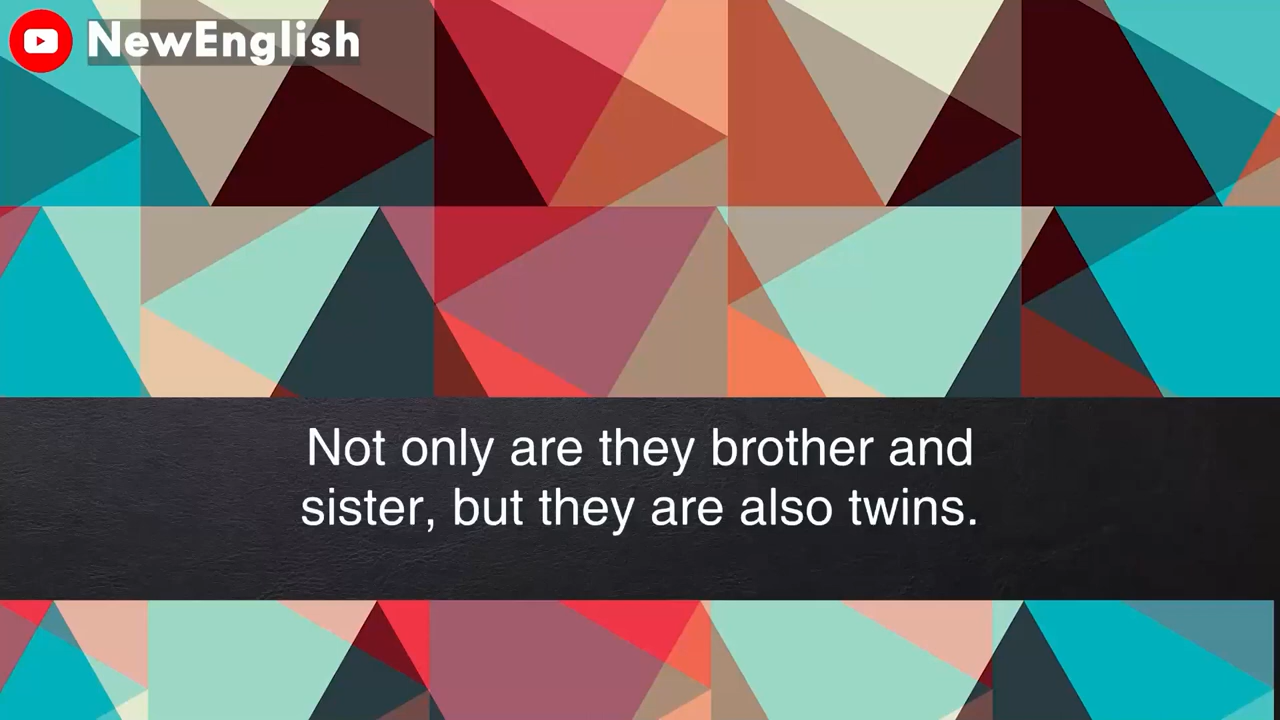 NewEnglish
Not only are they brother and
sister, but they are also twins.